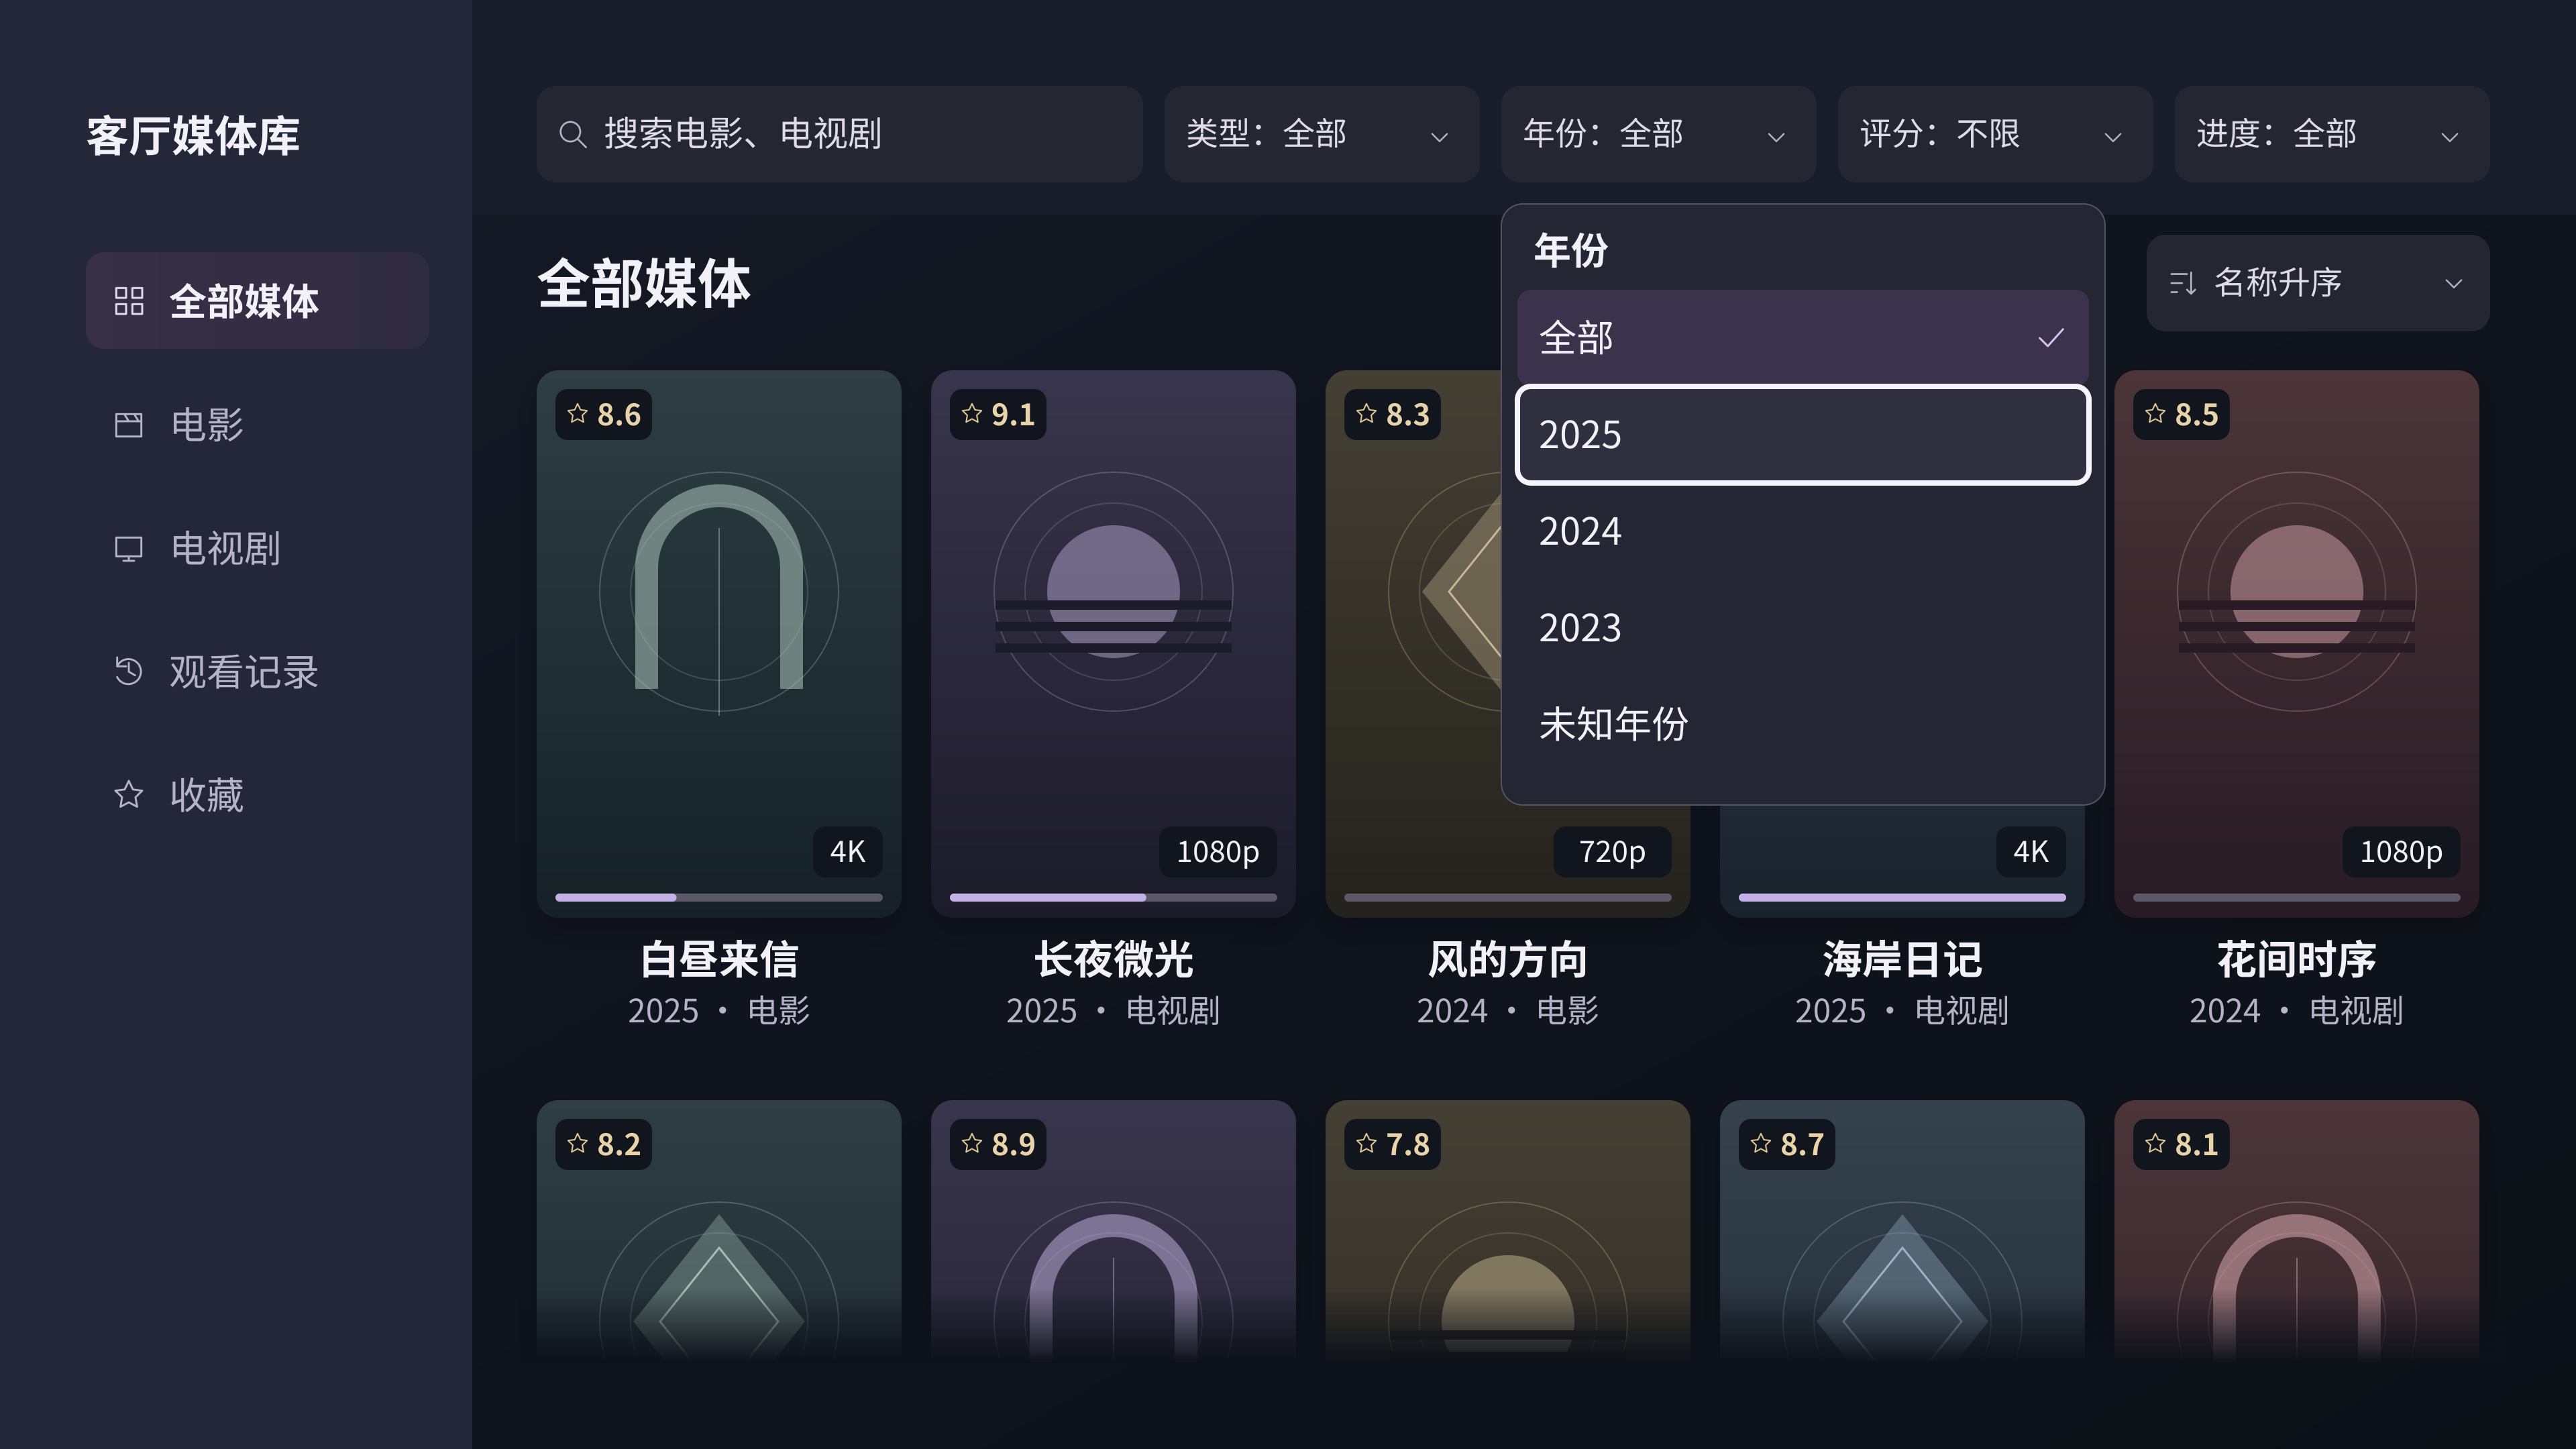 客厅媒体库
全部媒体
电影
电视剧
观看记录
收藏
搜索电影、电视剧
类型：全部
年份：全部
评分：不限
进度：全部
全部媒体
名称升序
年份
全部
2025
2024
2023
未知年份
8.6
4K
白昼来信
2025 · 电影
9.1
1080p
长夜微光
2025 · 电视剧
8.3
720p
风的方向
2024 · 电影
4K
海岸日记
2025 · 电视剧
8.5
1080p
花间时序
2024 · 电视剧
8.2
8.9
7.8
8.7
8.1